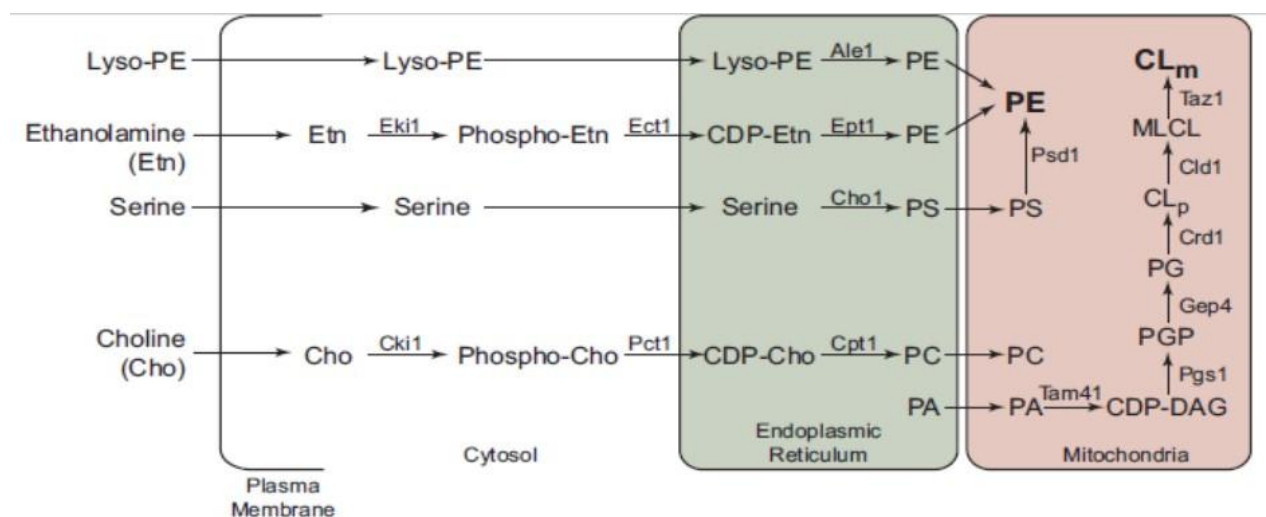 Lyso-PE Lyso-PE Lyso-PE Ale1 PE
CLm
Taz1
PE
Ethanolamine
(Etn)
Etn Eki1 Phospho-Etn Ect1 CDP-Etn Ept1 PE
MLCL
Psd1
Cld1
Serine Serine Serine Cho1 PS PS
CLp
Crd1
PG
Gep4
Choline
(Cho)
Cho Cki1 Phospho-Cho Pct1 CDP-Cho Cpt1 PC PC
PGP
Pgs1
PA PA Tam41 CDP-DAG
Cytosol
Endoplasmic
Reticulum
Mitochondria
Plasma
Membrane